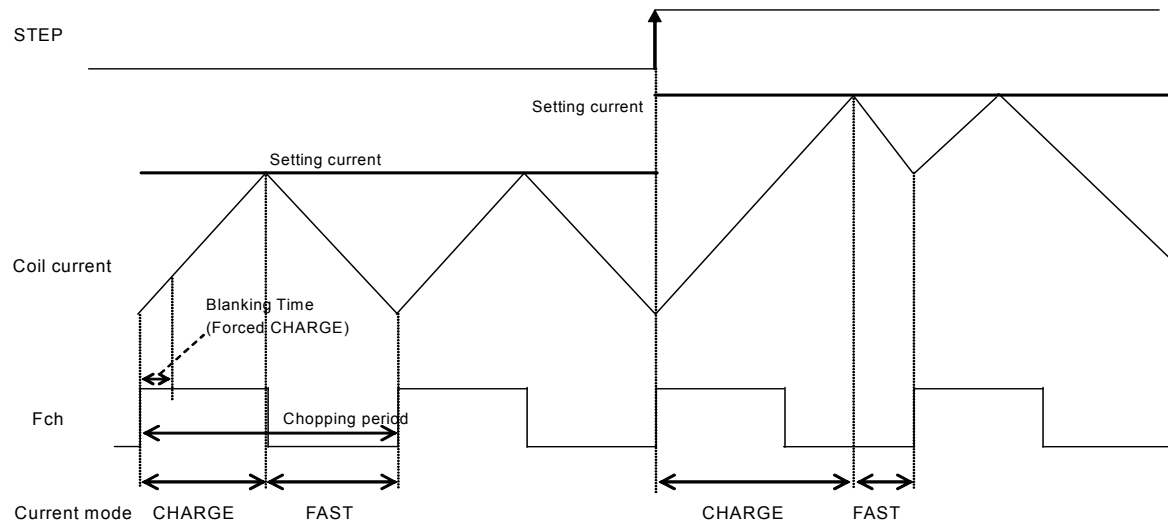 STEP
Setting current
Setting current
Coil current
Blanking Time
(Forced CHARGE)
Fch
Chopping period
Current mode CHARGE FAST CHARGE FAST